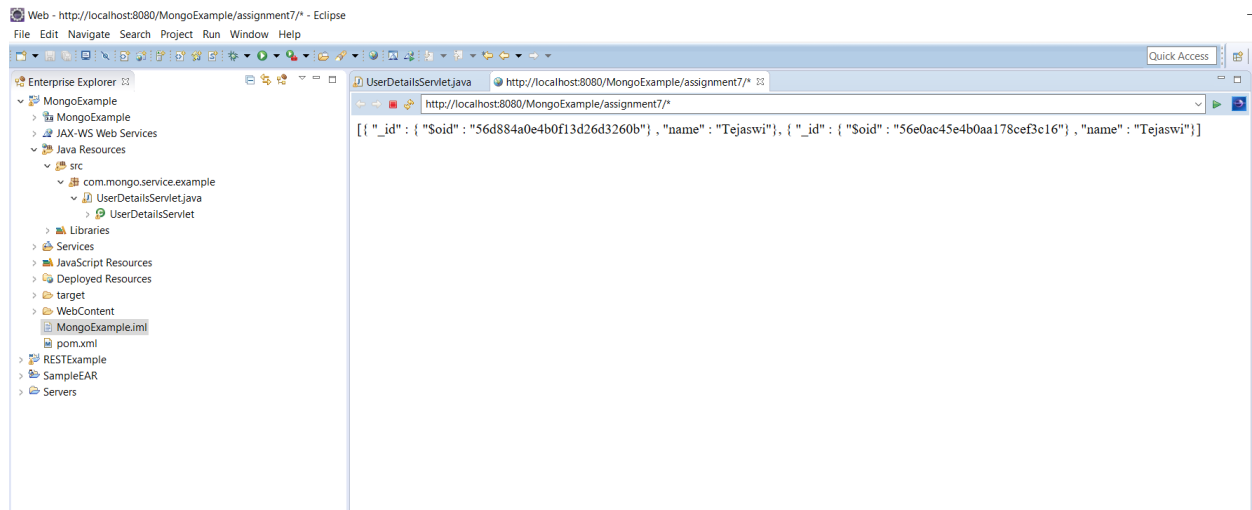 Web - http://localhost:8080/MongoExample/assignment7/* - Eclipse
File Edit Navigate Search Project Run Window Help
Quick Access
Enterprise Explorer
MongoExample
MongoExample
JAX-WS Web Services
Java Resources
src
com.mongo.service.example
UserDetailsServlet.java
UserDetailsServlet
Libraries
Services
JavaScript Resources
Deployed Resources
target
WebContent
MongoExample.iml
pom.xml
RESTExample
SampleEAR
Servers
UserDetailsServlet.java http://localhost:8080/MongoExample/assignment7/*
http://localhost:8080/MongoExample/assignment7/*
[{ "_id" : { "$oid" : "56d884a0e4b0f13d26d3260b"} , "name" : "Tejaswi"}, { "_id" : { "$oid" : "56e0ac45e4b0aa178cef3c16"} , "name" : "Tejaswi"}]